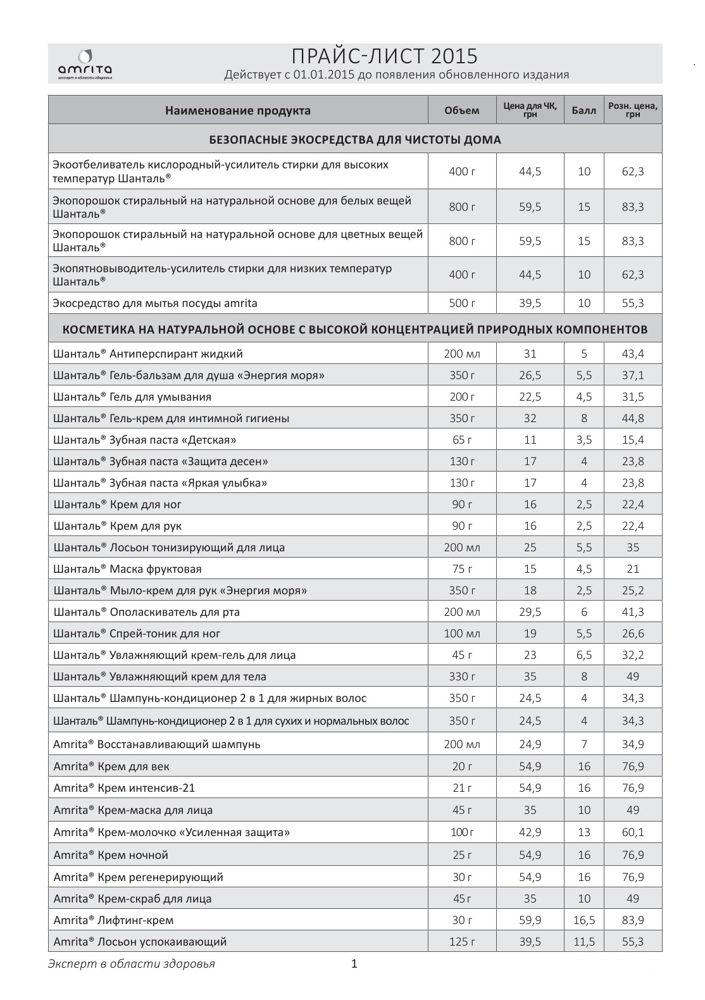 amrita
эксперт в области здоровья
ПРАЙС-ЛИСТ 2015
Действует с 01.01.2015 до появления обновленного издания
Наименование продукта Объем Цена для ЧК, грн Балл Розн. цена, грн
БЕЗОПАСНЫЕ ЭКОСРЕДСТВА ДЛЯ ЧИСТОТЫ ДОМА
Экоотбеливатель кислородный-усилитель стирки для высоких
температур Шанталь® 400 г 44,5 10 62,3
Экопорошок стиральный на натуральной основе для белых вещей
Шанталь® 800 г 59,5 15 83,3
Экопорошок стиральный на натуральной основе для цветных вещей
Шанталь® 800 г 59,5 15 83,3
Экопятновыводитель-усилитель стирки для низких температур
Шанталь® 400 г 44,5 10 62,3
Экосредство для мытья посуды amrita 500 г 39,5 10 55,3
КОСМЕТИКА НА НАТУРАЛЬНОЙ ОСНОВЕ С ВЫСОКОЙ КОНЦЕНТРАЦИЕЙ ПРИРОДНЫХ КОМПОНЕНТОВ
Шанталь® Антиперспирант жидкий 200 мл 31 5 43,4
Шанталь® Гель-бальзам для душа «Энергия моря» 350 г 26,5 5,5 37,1
Шанталь® Гель для умывания 200 г 22,5 4,5 31,5
Шанталь® Гель-крем для интимной гигиены 350 г 32 8 44,8
Шанталь® Зубная паста «Детская» 65 г 11 3,5 15,4
Шанталь® Зубная паста «Защита десен» 130 г 17 4 23,8
Шанталь® Зубная паста «Яркая улыбка» 130 г 17 4 23,8
Шанталь® Крем для ног 90 г 16 2,5 22,4
Шанталь® Крем для рук 90 г 16 2,5 22,4
Шанталь® Лосьон тонизирующий для лица 200 мл 25 5,5 35
Шанталь® Маска фруктовая 75 г 15 4,5 21
Шанталь® Мыло-крем для рук «Энергия моря» 350 г 18 2,5 25,2
Шанталь® Ополаскиватель для рта 200 мл 29,5 6 41,3
Шанталь® Спрей-тоник для ног 100 мл 19 5,5 26,6
Шанталь® Увлажняющий крем-гель для лица 45 г 23 6,5 32,2
Шанталь® Увлажняющий крем для тела 330 г 35 8 49
Шанталь® Шампунь-кондиционер 2 в 1 для жирных волос 350 г 24,5 4 34,3
Шанталь® Шампунь-кондиционер 2 в 1 для сухих и нормальных волос 350 г 24,5 4 34,3
Amrita® Восстанавливающий шампунь 200 мл 24,9 7 34,9
Amrita® Крем для век 20 г 54,9 16 76,9
Amrita® Крем интенсив-21 21 г 54,9 16 76,9
Amrita® Крем-маска для лица 45 г 35 10 49
Amrita® Крем-молочко «Усиленная защита» 100 г 42,9 13 60,1
Amrita® Крем ночной 25 г 54,9 16 76,9
Amrita® Крем регенерирующий 30 г 54,9 16 76,9
Amrita® Крем-скраб для лица 45 г 35 10 49
Amrita® Лифтинг-крем 30 г 59,9 16,5 83,9
Amrita® Лосьон успокаивающий 125 г 39,5 11,5 55,3
Эксперт в области здоровья 1